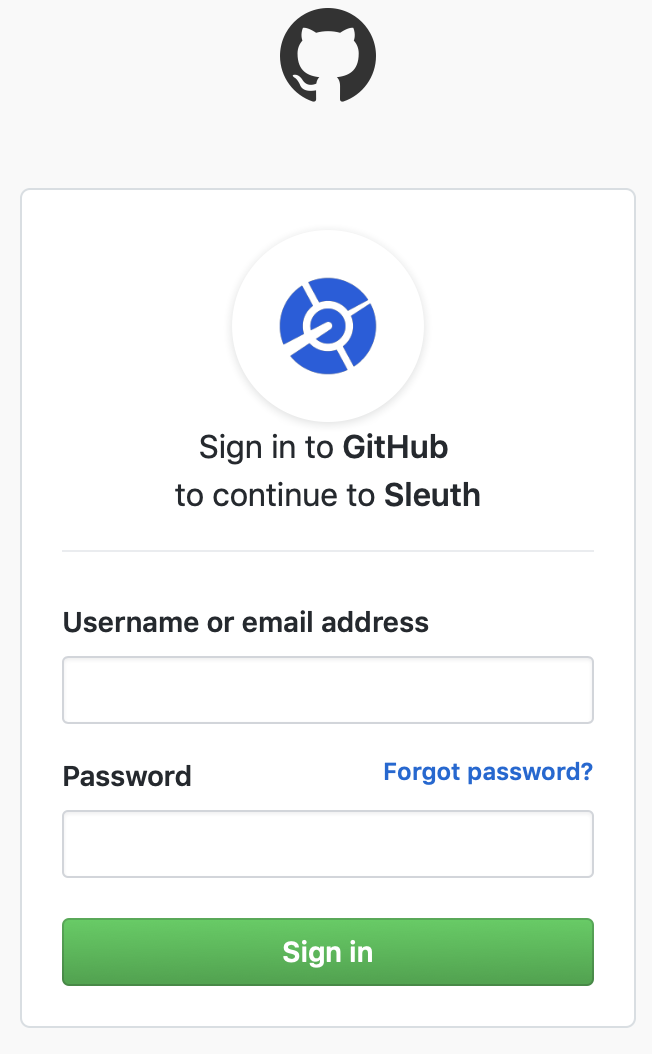 Sign in to GitHub
to continue to Sleuth
Username or email address
Password Forgot password?
Sign in